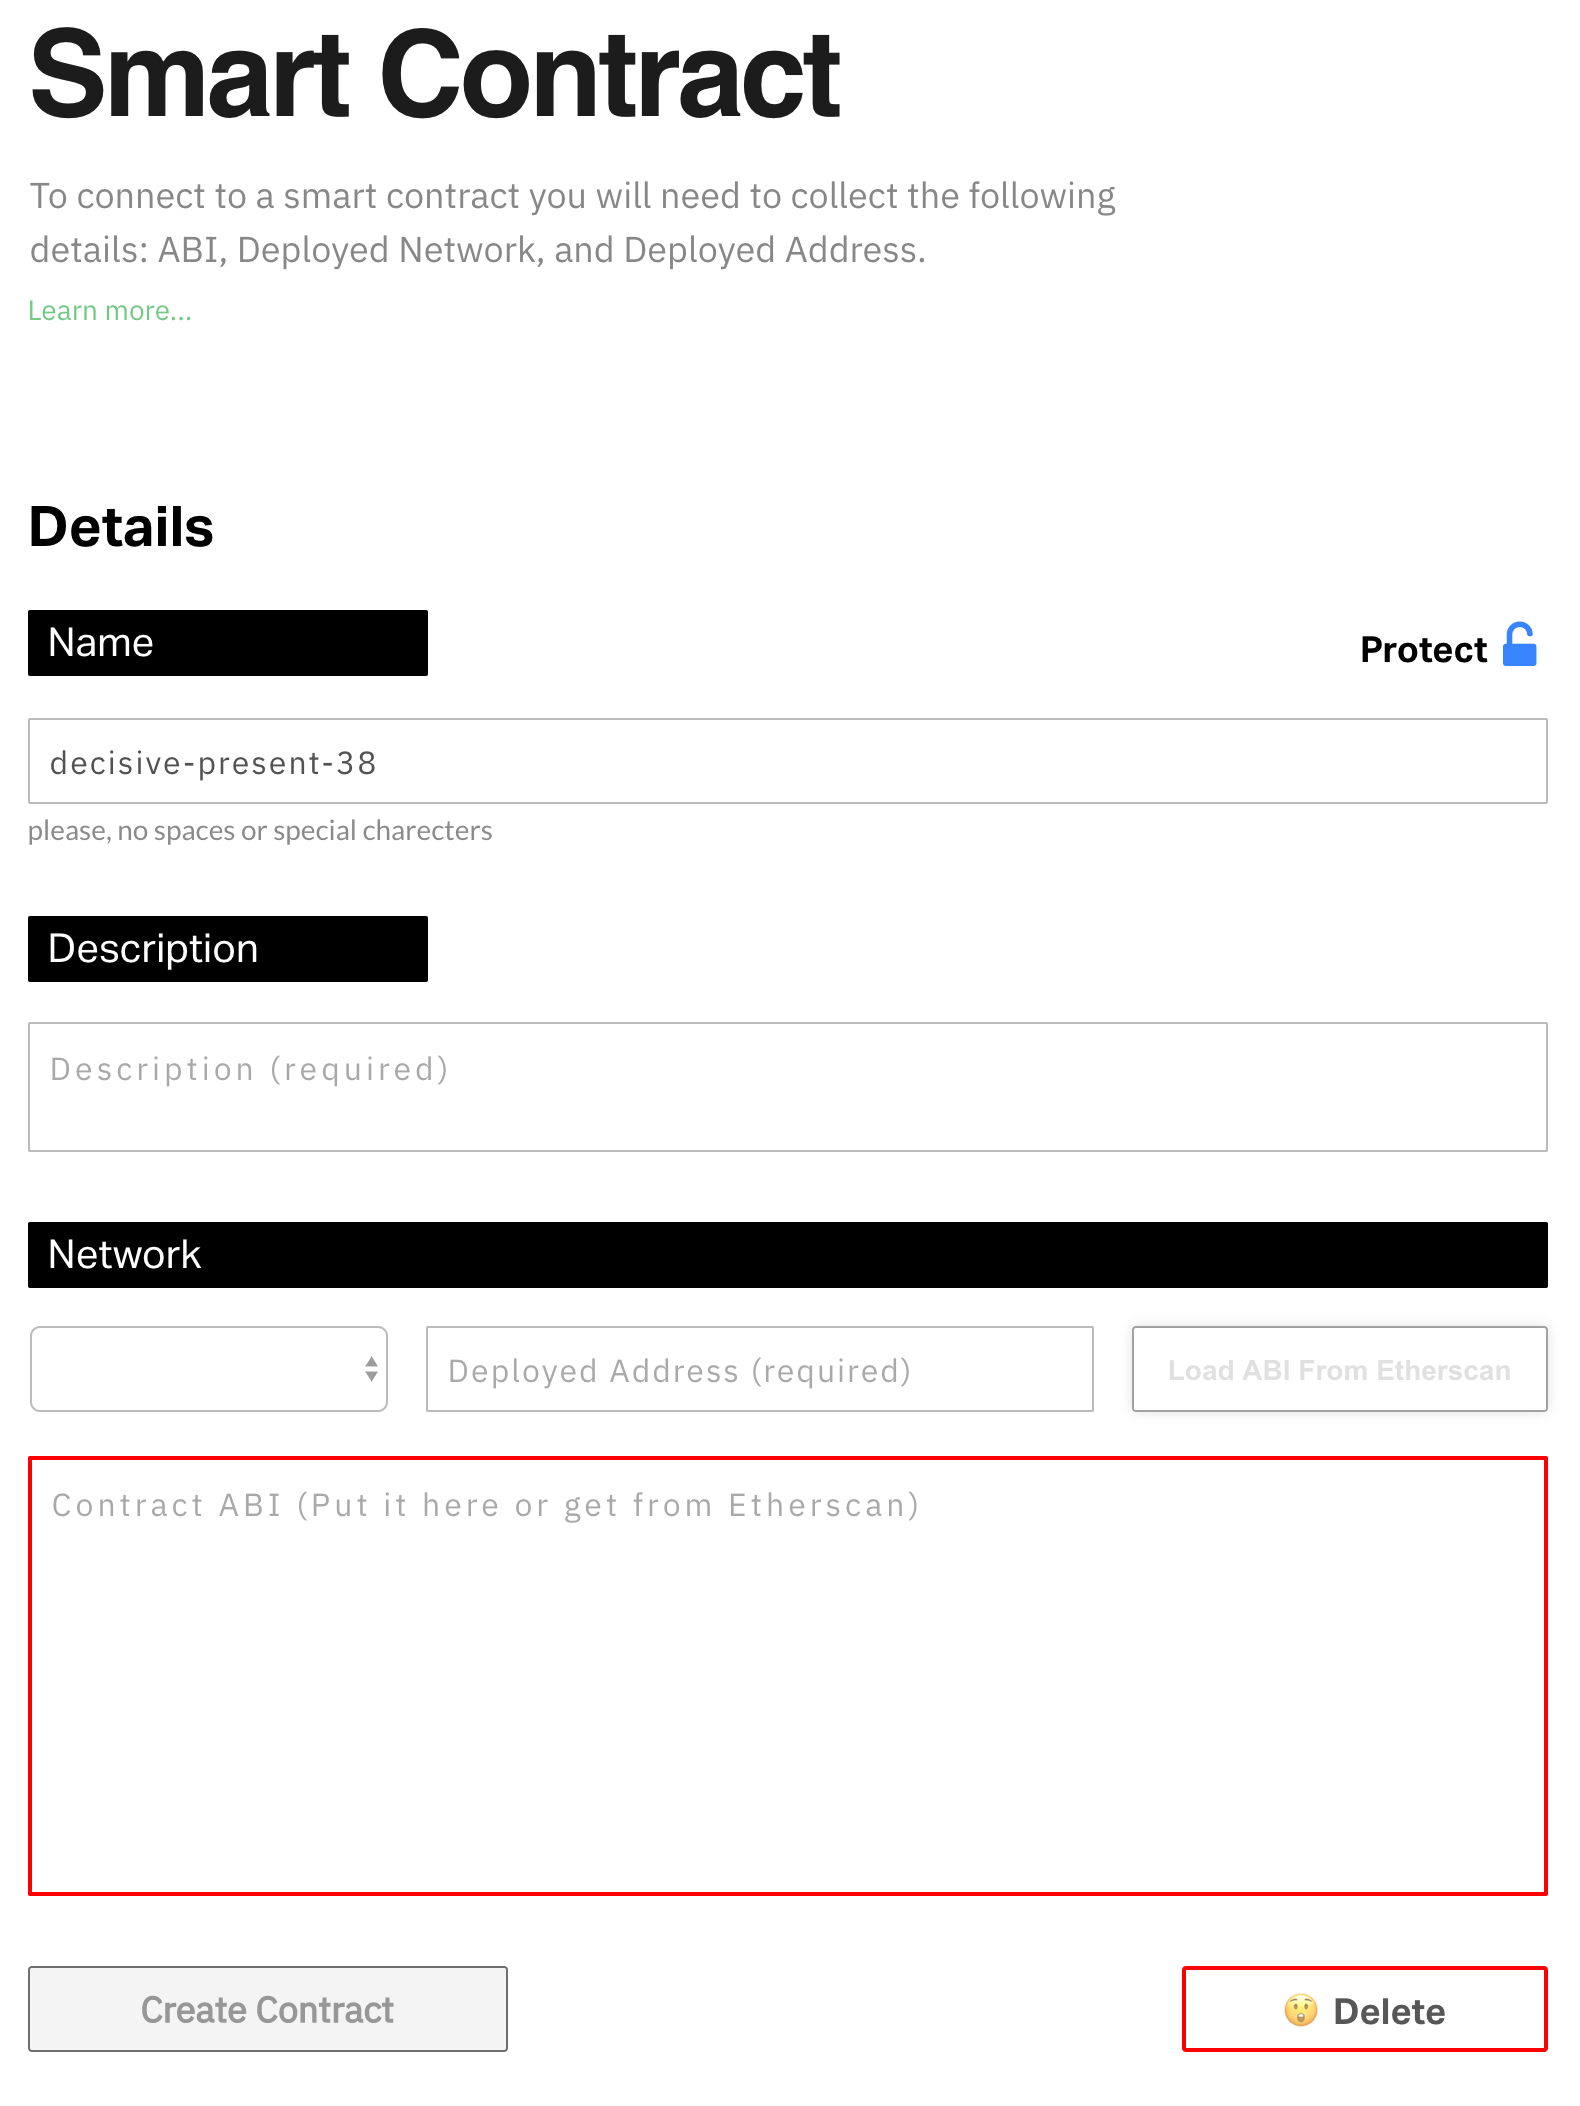 Smart Contract
To connect to a smart contract you will need to collect the following
details: ABI, Deployed Network, and Deployed Address.
Learn more...
Details
Name
Protect
decisive-present-38
please, no spaces or special charecters
Description
Description (required)
Network
Deployed Address (required)
Load ABI From Etherscan
Contract ABI (Put it here or get from Etherscan)
Create Contract
😲 Delete